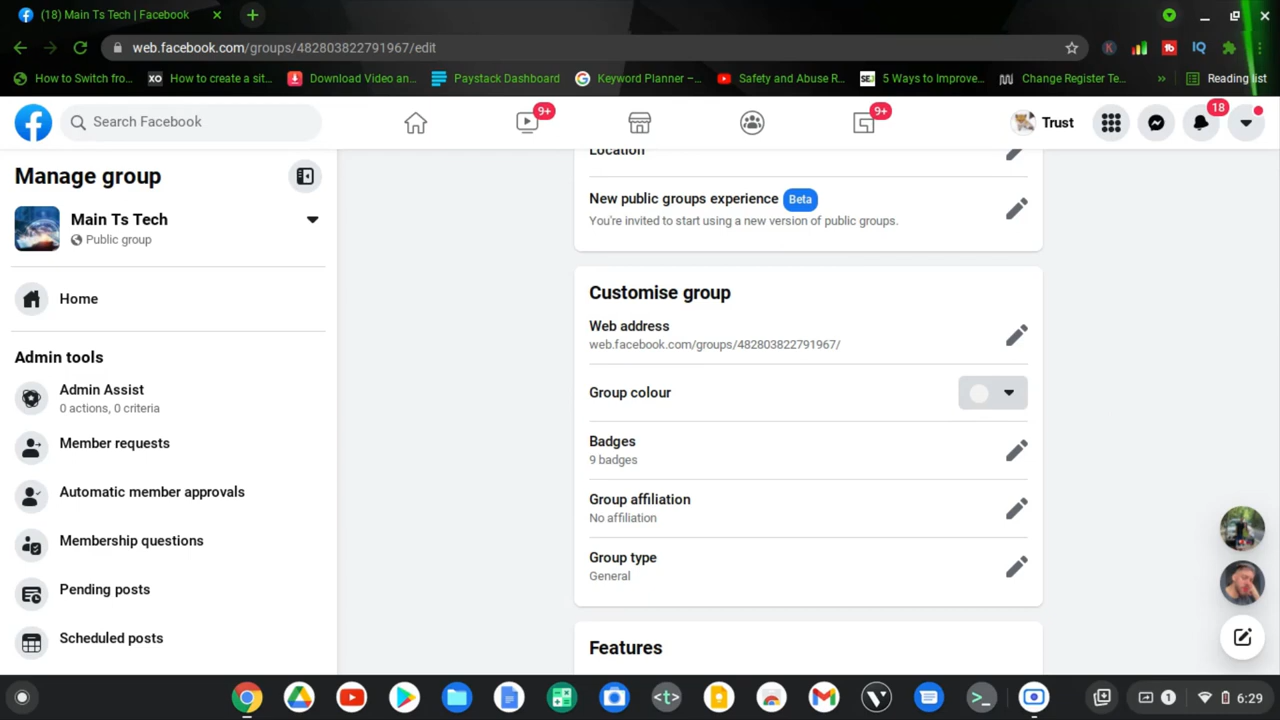 (18) Main Ts Tech | Facebook
web.facebook.com/groups/482803822791967/edit
How to Switch fro...
XO How to create a sit...
Download Video an...
Paystack Dashboard
Keyword Planner –...
Safety and Abuse R...
SEJ 5 Ways to Improve...
Change Register Te...
»
Reading list
Search Facebook
9+
9+
Trust
18
Manage group
Main Ts Tech
Public group
Home
Admin tools
Admin Assist
0 actions, 0 criteria
Member requests
Automatic member approvals
Membership questions
Pending posts
Scheduled posts
Location
New public groups experience Beta
You're invited to start using a new version of public groups.
Customise group
Web address
web.facebook.com/groups/482803822791967/
Group colour
Badges
9 badges
Group affiliation
No affiliation
Group type
General
Features
1
6:29